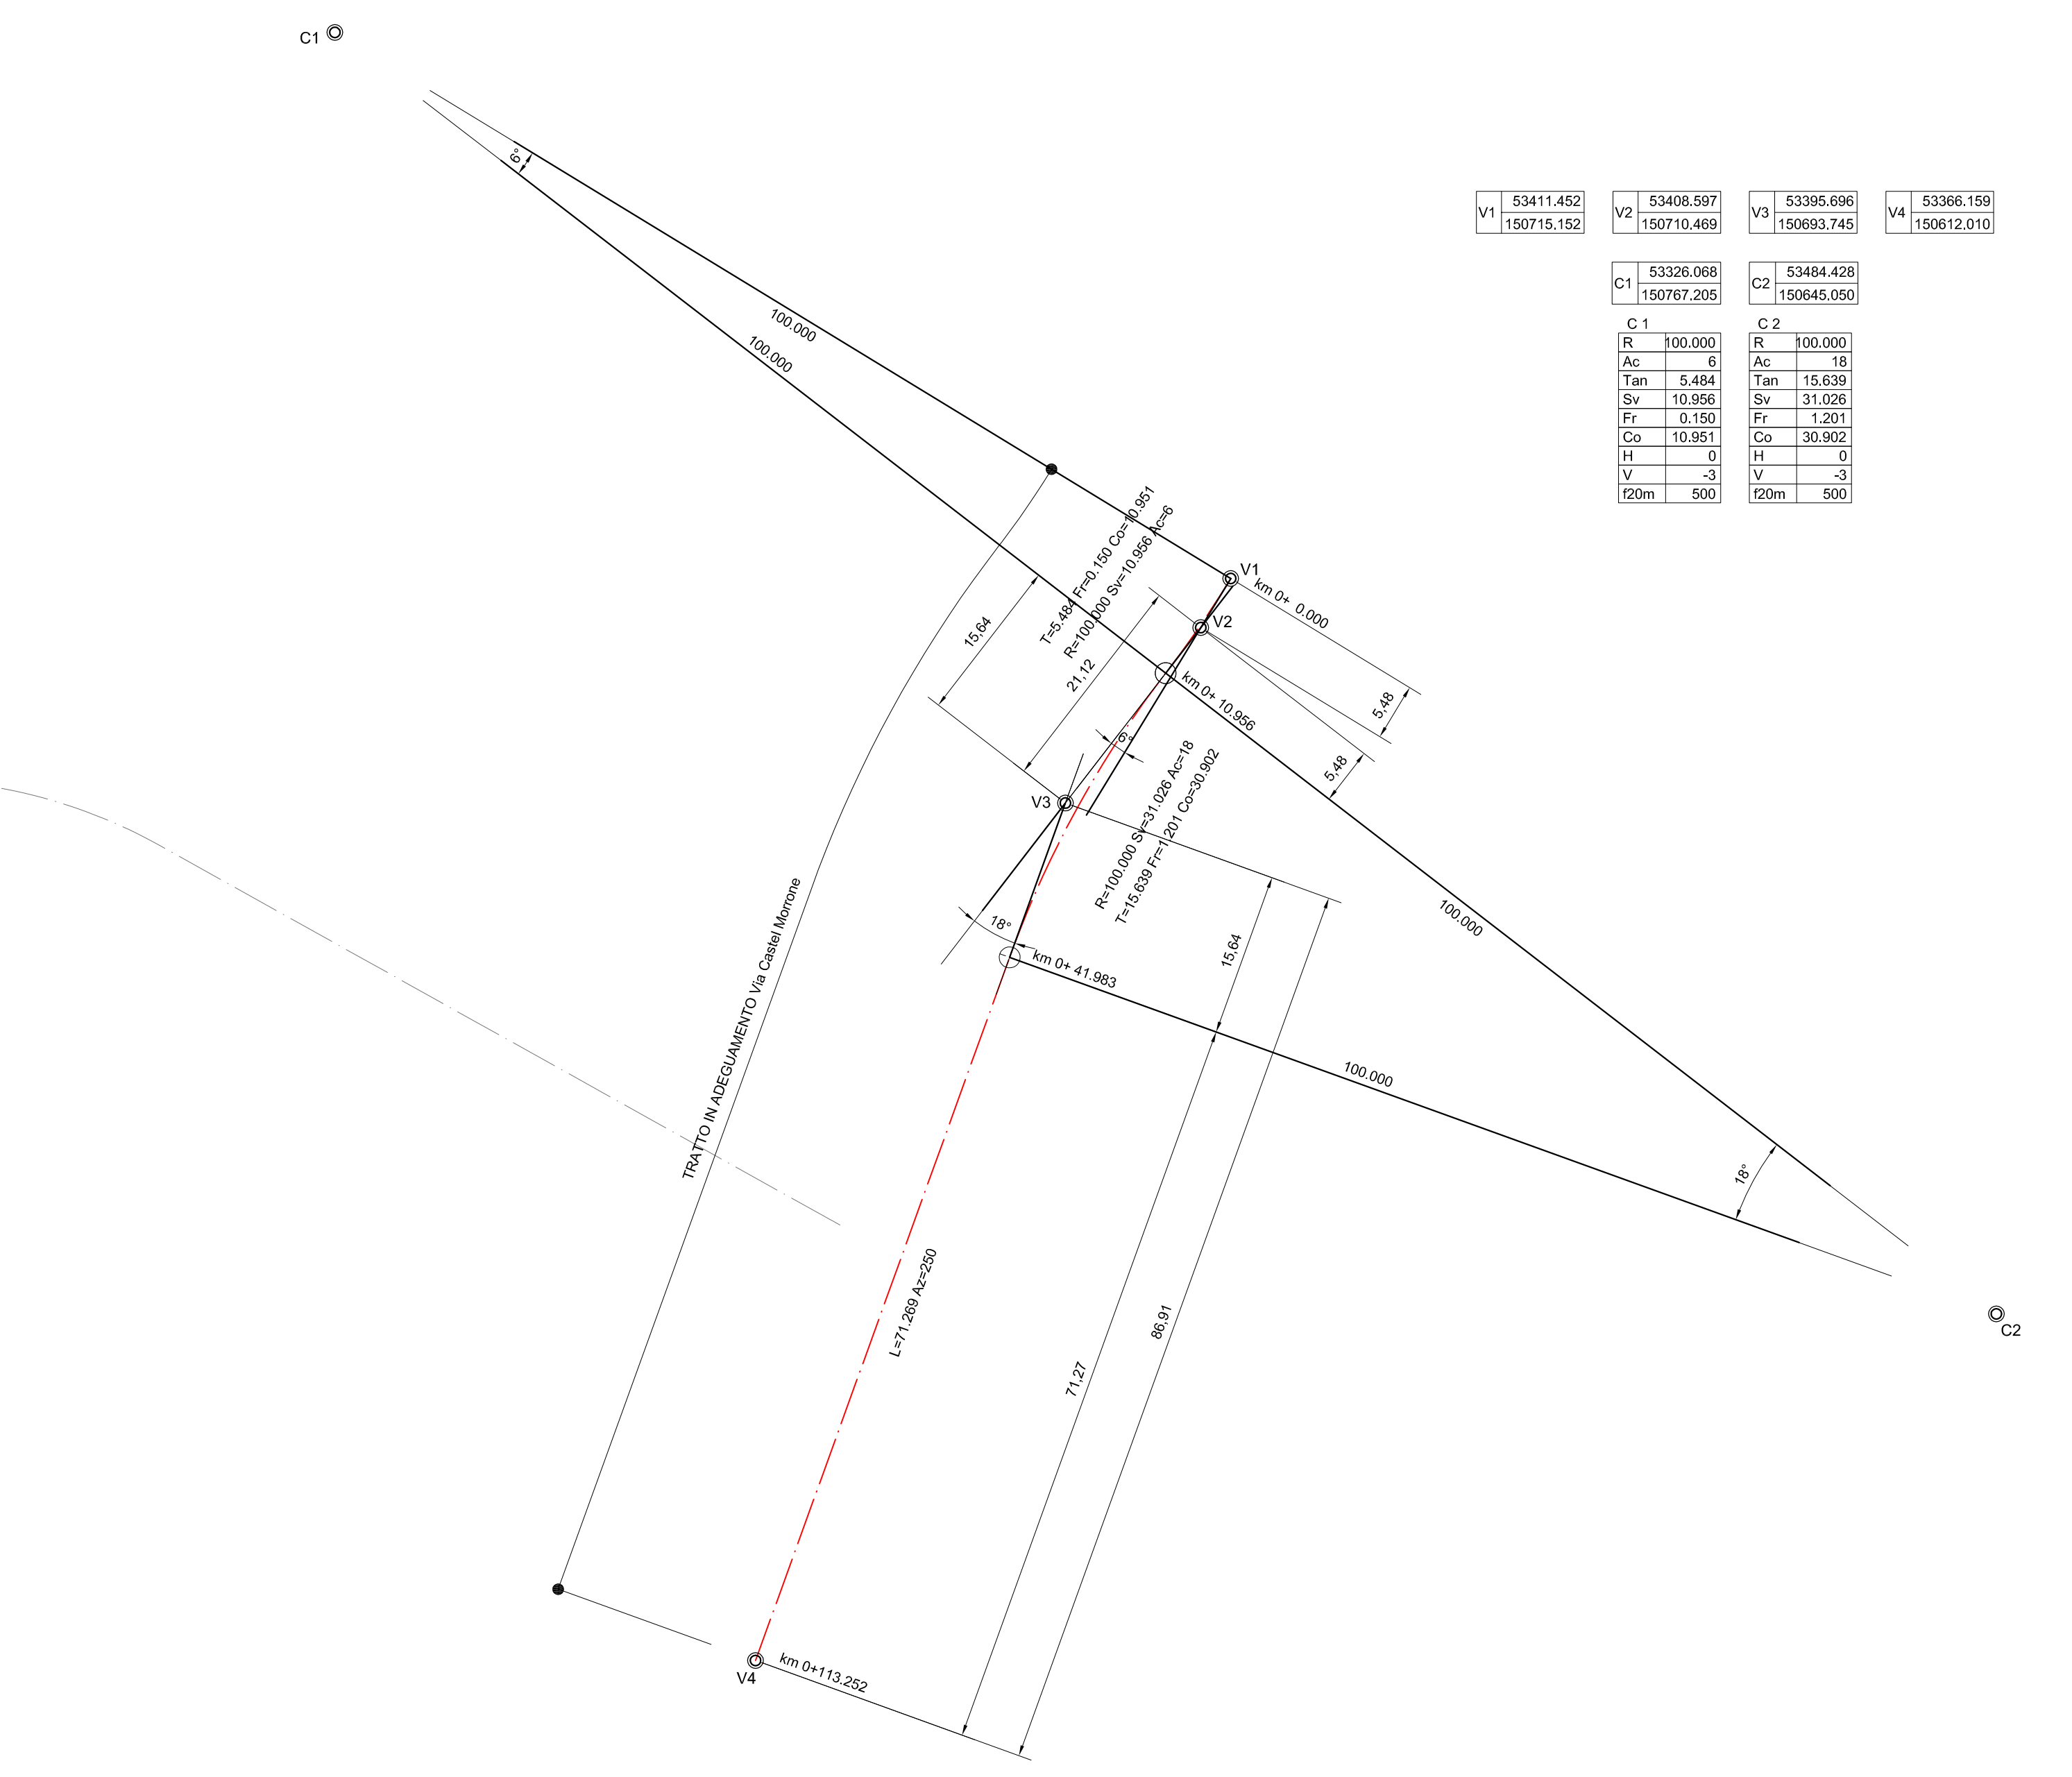 C1
6°
V1 53411.452 150715.152
V2 53408.597 150710.469
V3 53395.696 150693.745
V4 53366.159 150612.010
C1 53326.068 150767.205
C2 53484.428 150645.050
C 1
R 100.000
Ac 6
Tan 5.484
Sv 10.956
Fr 0.150
Co 10.951
H 0
V -3
f20m 500
C 2
R 100.000
Ac 18
Tan 15.639
Sv 31.026
Fr 1.201
Co 30.902
H 0
V -3
f20m 500
100.000
100.000
T=5.484 Fr=0.150 Co=10.951
R=100.000 Sv=10.956 Ac=6
V1
km 0+ 0.000
V2
15,64
21,12
km 0+ 10.956
5,48
5,48
6°
V3
R=100.000 Sv=31.026 Ac=18
T=15.639 Fr=1.201 Co=30.902
18°
km 0+ 41.983
15,64
100.000
100.000
18°
TRATTO IN ADEGUAMENTO Via Castel Morrone
L=71.269 Az=250
71,27
86,91
C2
V4
km 0+113.252